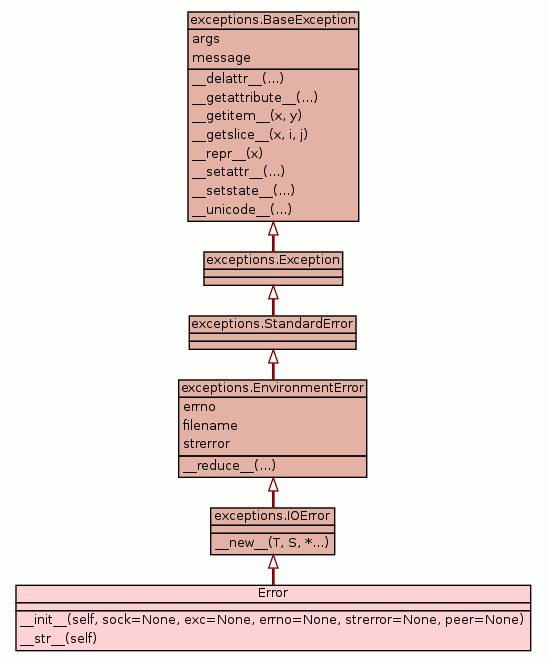 exceptions.BaseException
args
message
__delattr__(...)
__getattribute__(...)
__getitem__(x, y)
__getslice__(x, i, j)
__repr__(x)
__setattr__(...)
__setstate__(...)
__unicode__(...)
exceptions.Exception
exceptions.StandardError
exceptions.EnvironmentError
errno
filename
strerror
__reduce__(...)
exceptions.IOError
__new__(T, S, *...)
Error
__init__(self, sock=None, exc=None, errno=None, strerror=None, peer=None)
__str__(self)